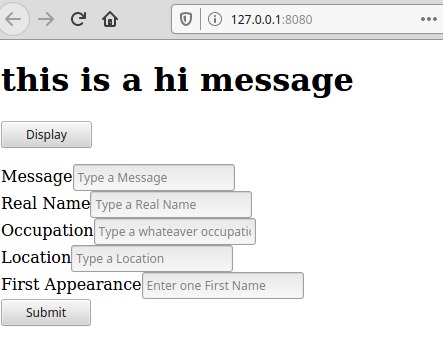 127.0.0.1:8080
this is a hi message
Display
Message Type a Message
Real Name Type a Real Name
Occupation Type a whateaver occupatio
Location Type a Location
First Appearance Enter one First Name
Submit